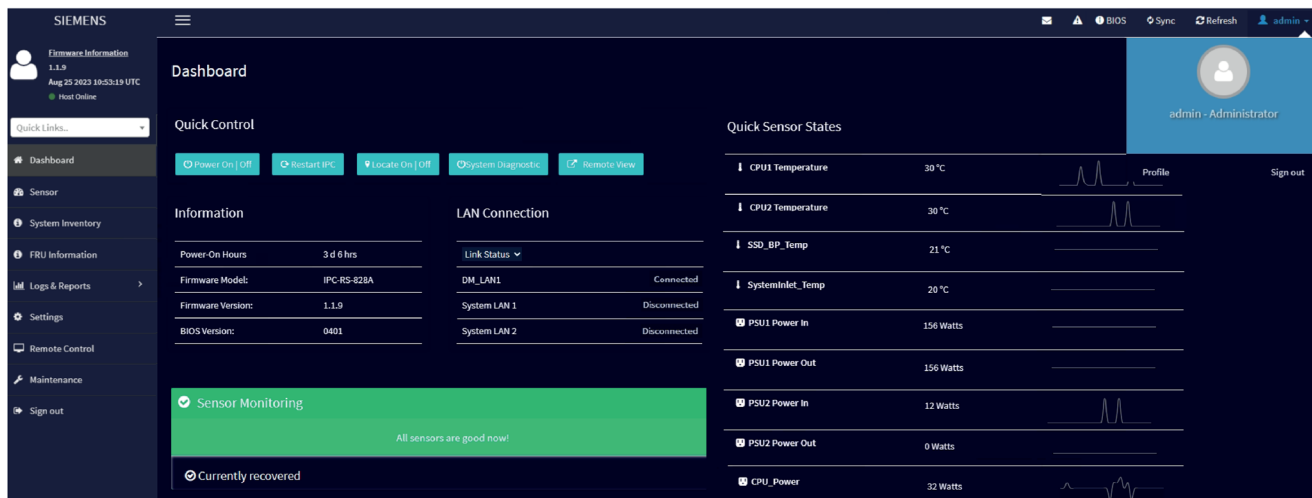 SIEMENS
BIOS Sync Refresh admin
Firmware Information
1.1.9
Aug 25 2023 10:53:19 UTC
Host Online
Quick Links..
Dashboard
Sensor
System Inventory
FRU Information
Logs & Reports
Settings
Remote Control
Maintenance
Sign out
Dashboard
Quick Control
Power On | Off Restart IPC Locate On | Off System Diagnostic Remote View
Information
Power-On Hours 3 d 6 hrs
Firmware Model: IPC-RS-828A
Firmware Version: 1.1.9
BIOS Version: 0401
LAN Connection
Link Status
DM_LAN1 Connected
System LAN 1 Disconnected
System LAN 2 Disconnected
Sensor Monitoring
All sensors are good now!
Currently recovered
Quick Sensor States
CPU1 Temperature 30 °C
CPU2 Temperature 30 °C
SSD_BP_Temp 21 °C
SystemInlet_Temp 20 °C
PSU1 Power In 156 Watts
PSU1 Power Out 156 Watts
PSU2 Power In 12 Watts
PSU2 Power Out 0 Watts
CPU_Power 32 Watts
admin - Administrator
Profile Sign out